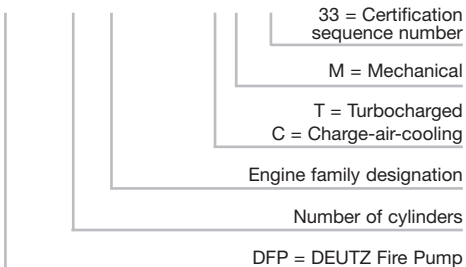 33 = Certification
sequence number
M = Mechanical
T = Turbocharged
C = Charge-air-cooling
Engine family designation
Number of cylinders
DFP = DEUTZ Fire Pump